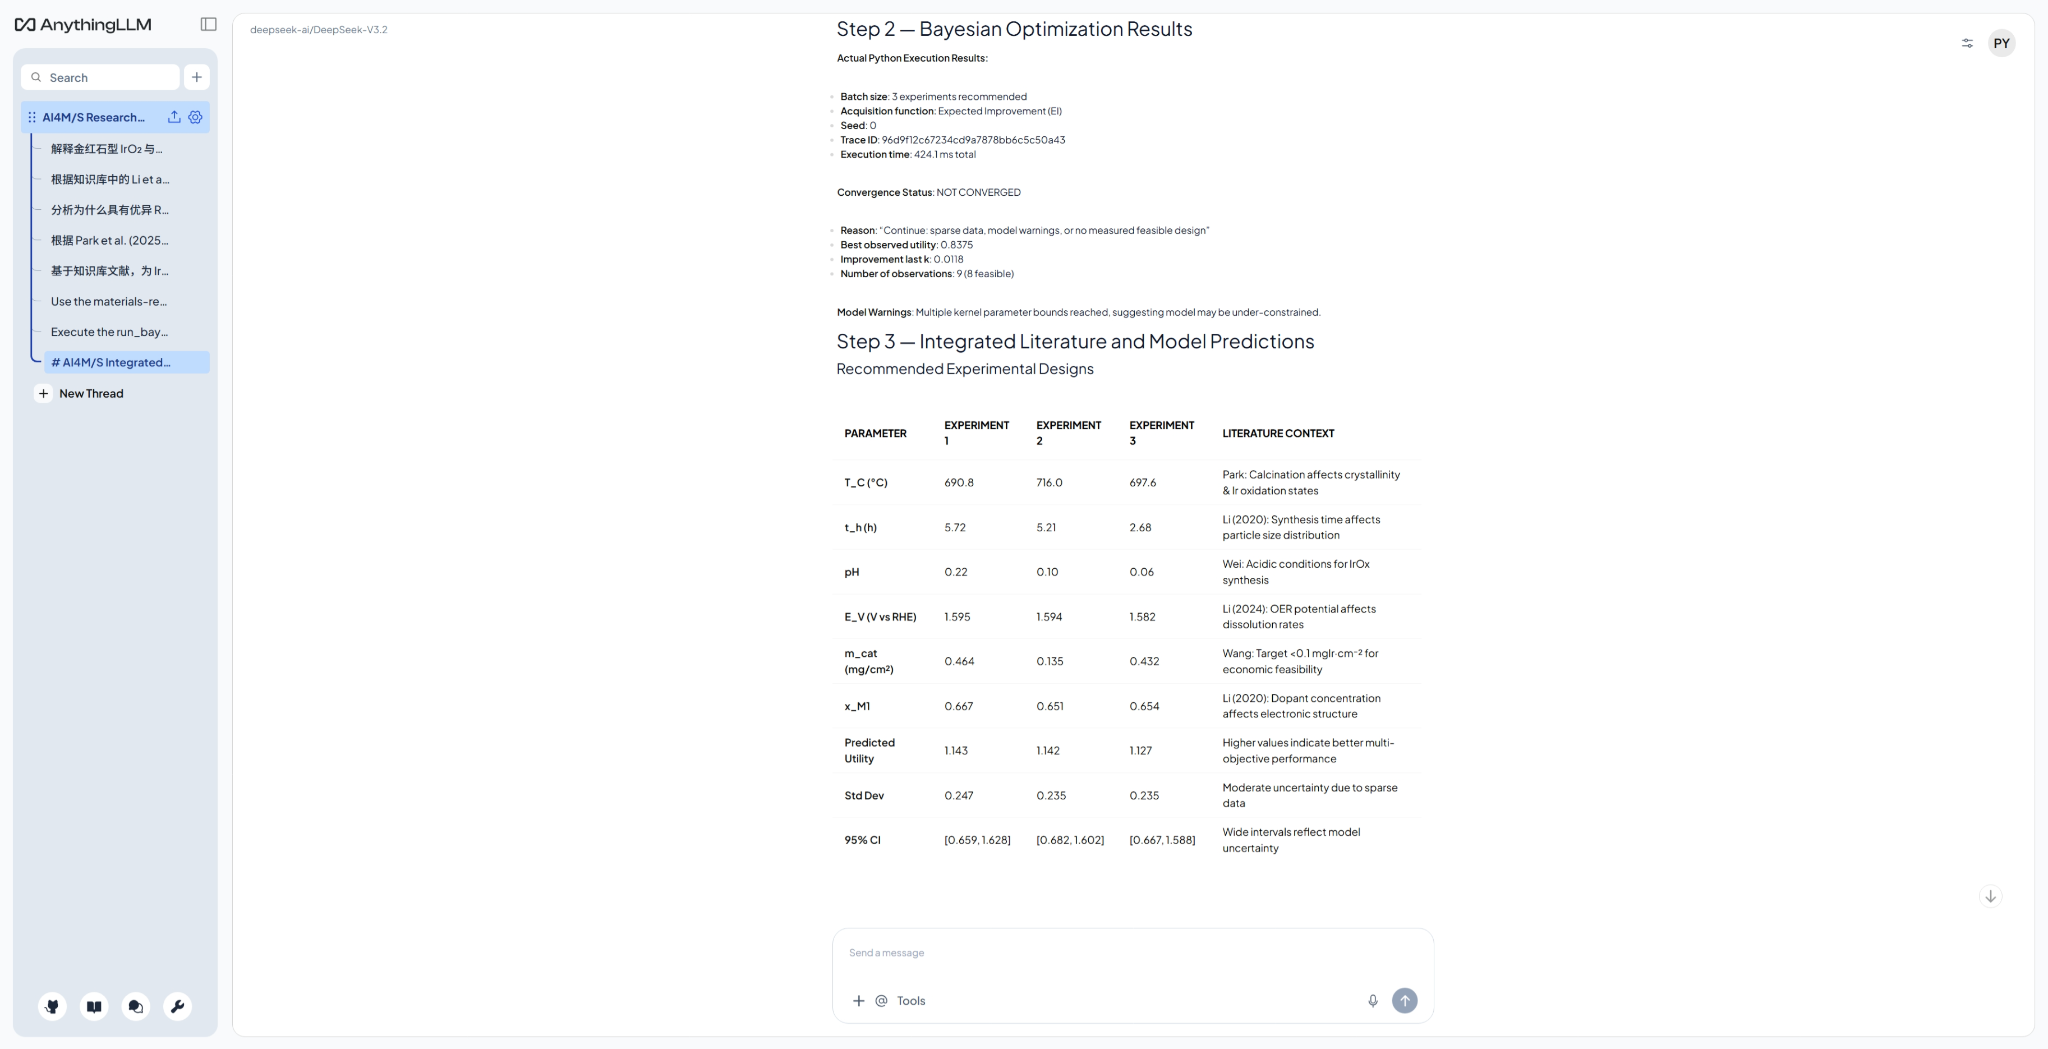 AnythingLLM
Search
AI4M/S Research...
解释金红石型 IrO₂ 与...
根据知识库中的 Li et a...
分析为什么具有优异 R...
根据 Park et al. (2025...
基于知识库文献，为 Ir...
Use the materials-re...
Execute the run_bay...
# AI4M/S Integrated...
New Thread
deepseek-ai/DeepSeek-V3.2
PY
Step 2 — Bayesian Optimization Results
Actual Python Execution Results:
Batch size: 3 experiments recommended
Acquisition function: Expected Improvement (EI)
Seed: 0
Trace ID: 96d9f12c67234cd9a7878bb6c5c50a43
Execution time: 424.1 ms total
Convergence Status: NOT CONVERGED
Reason: "Continue: sparse data, model warnings, or no measured feasible design"
Best observed utility: 0.8375
Improvement last k: 0.0118
Number of observations: 9 (8 feasible)
Model Warnings: Multiple kernel parameter bounds reached, suggesting model may be under-constrained.
Step 3 — Integrated Literature and Model Predictions
Recommended Experimental Designs
PARAMETER EXPERIMENT 1 EXPERIMENT 2 EXPERIMENT 3 LITERATURE CONTEXT
T_C (°C) 690.8 716.0 697.6 Park: Calcination affects crystallinity
& Ir oxidation states
t_h (h) 5.72 5.21 2.68 Li (2020): Synthesis time affects
particle size distribution
pH 0.22 0.10 0.06 Wei: Acidic conditions for IrOx
synthesis
E_V (V vs RHE) 1.595 1.594 1.582 Li (2024): OER potential affects
dissolution rates
m_cat (mg/cm²) 0.464 0.135 0.432 Wang: Target <0.1 mgIr·cm⁻² for
economic feasibility
x_M1 0.667 0.651 0.654 Li (2020): Dopant concentration
affects electronic structure
Predicted Utility 1.143 1.142 1.127 Higher values indicate better multi-
objective performance
Std Dev 0.247 0.235 0.235 Moderate uncertainty due to sparse
data
95% CI [0.659, 1.628] [0.682, 1.602] [0.667, 1.588] Wide intervals reflect model
uncertainty
Send a message
@ Tools